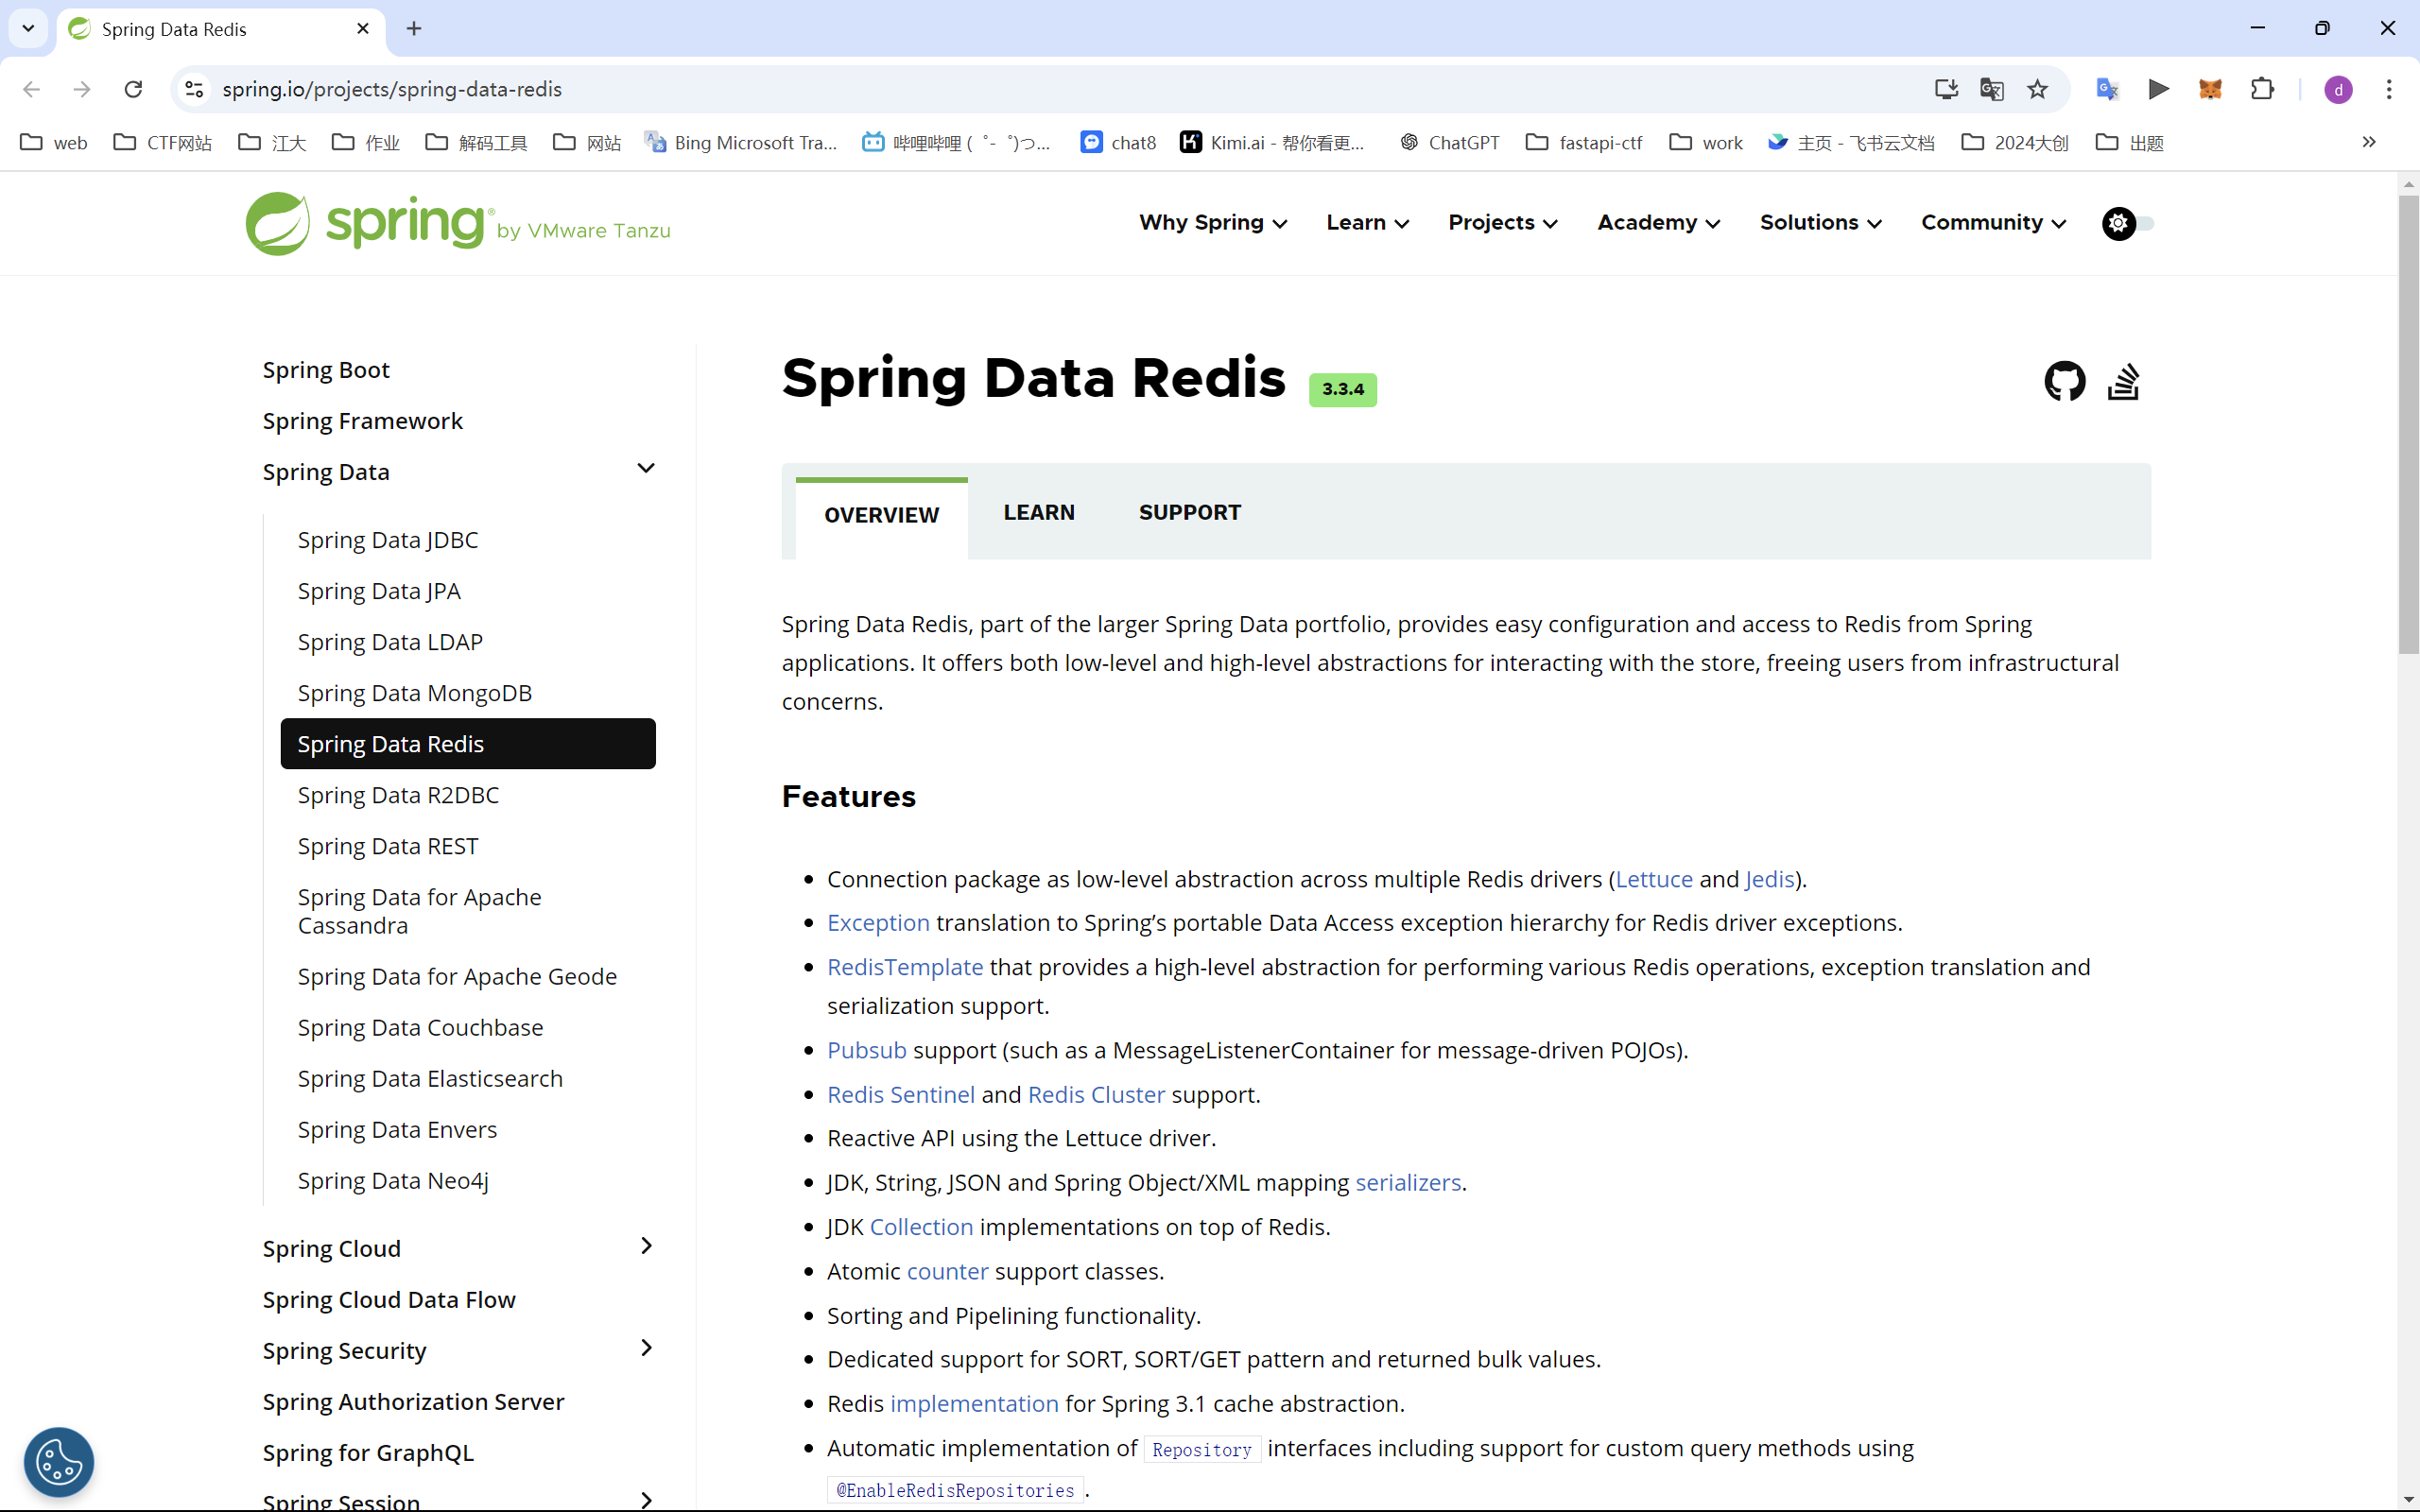 Spring Data Redis
spring.io/projects/spring-data-redis
web
CTF网站
江大
作业
解码工具
网站
Bing Microsoft Tra...
哔哩哔哩 ( ゜- ゜)つ...
chat8
Kimi.ai - 帮你看更...
ChatGPT
fastapi-ctf
work
主页 - 飞书云文档
2024大创
出题
spring® by VMware Tanzu
Why Spring
Learn
Projects
Academy
Solutions
Community
Spring Boot
Spring Framework
Spring Data
Spring Data JDBC
Spring Data JPA
Spring Data LDAP
Spring Data MongoDB
Spring Data Redis
Spring Data R2DBC
Spring Data REST
Spring Data for Apache
Cassandra
Spring Data for Apache Geode
Spring Data Couchbase
Spring Data Elasticsearch
Spring Data Envers
Spring Data Neo4j
Spring Cloud
Spring Cloud Data Flow
Spring Security
Spring Authorization Server
Spring for GraphQL
Spring Session
Spring Data Redis 3.3.4
OVERVIEW
LEARN
SUPPORT
Spring Data Redis, part of the larger Spring Data portfolio, provides easy configuration and access to Redis from Spring
applications. It offers both low-level and high-level abstractions for interacting with the store, freeing users from infrastructural
concerns.
Features
• Connection package as low-level abstraction across multiple Redis drivers (Lettuce and Jedis).
• Exception translation to Spring’s portable Data Access exception hierarchy for Redis driver exceptions.
• RedisTemplate that provides a high-level abstraction for performing various Redis operations, exception translation and
serialization support.
• Pubsub support (such as a MessageListenerContainer for message-driven POJOs).
• Redis Sentinel and Redis Cluster support.
• Reactive API using the Lettuce driver.
• JDK, String, JSON and Spring Object/XML mapping serializers.
• JDK Collection implementations on top of Redis.
• Atomic counter support classes.
• Sorting and Pipelining functionality.
• Dedicated support for SORT, SORT/GET pattern and returned bulk values.
• Redis implementation for Spring 3.1 cache abstraction.
• Automatic implementation of Repository interfaces including support for custom query methods using
@EnableRedisRepositories .
d